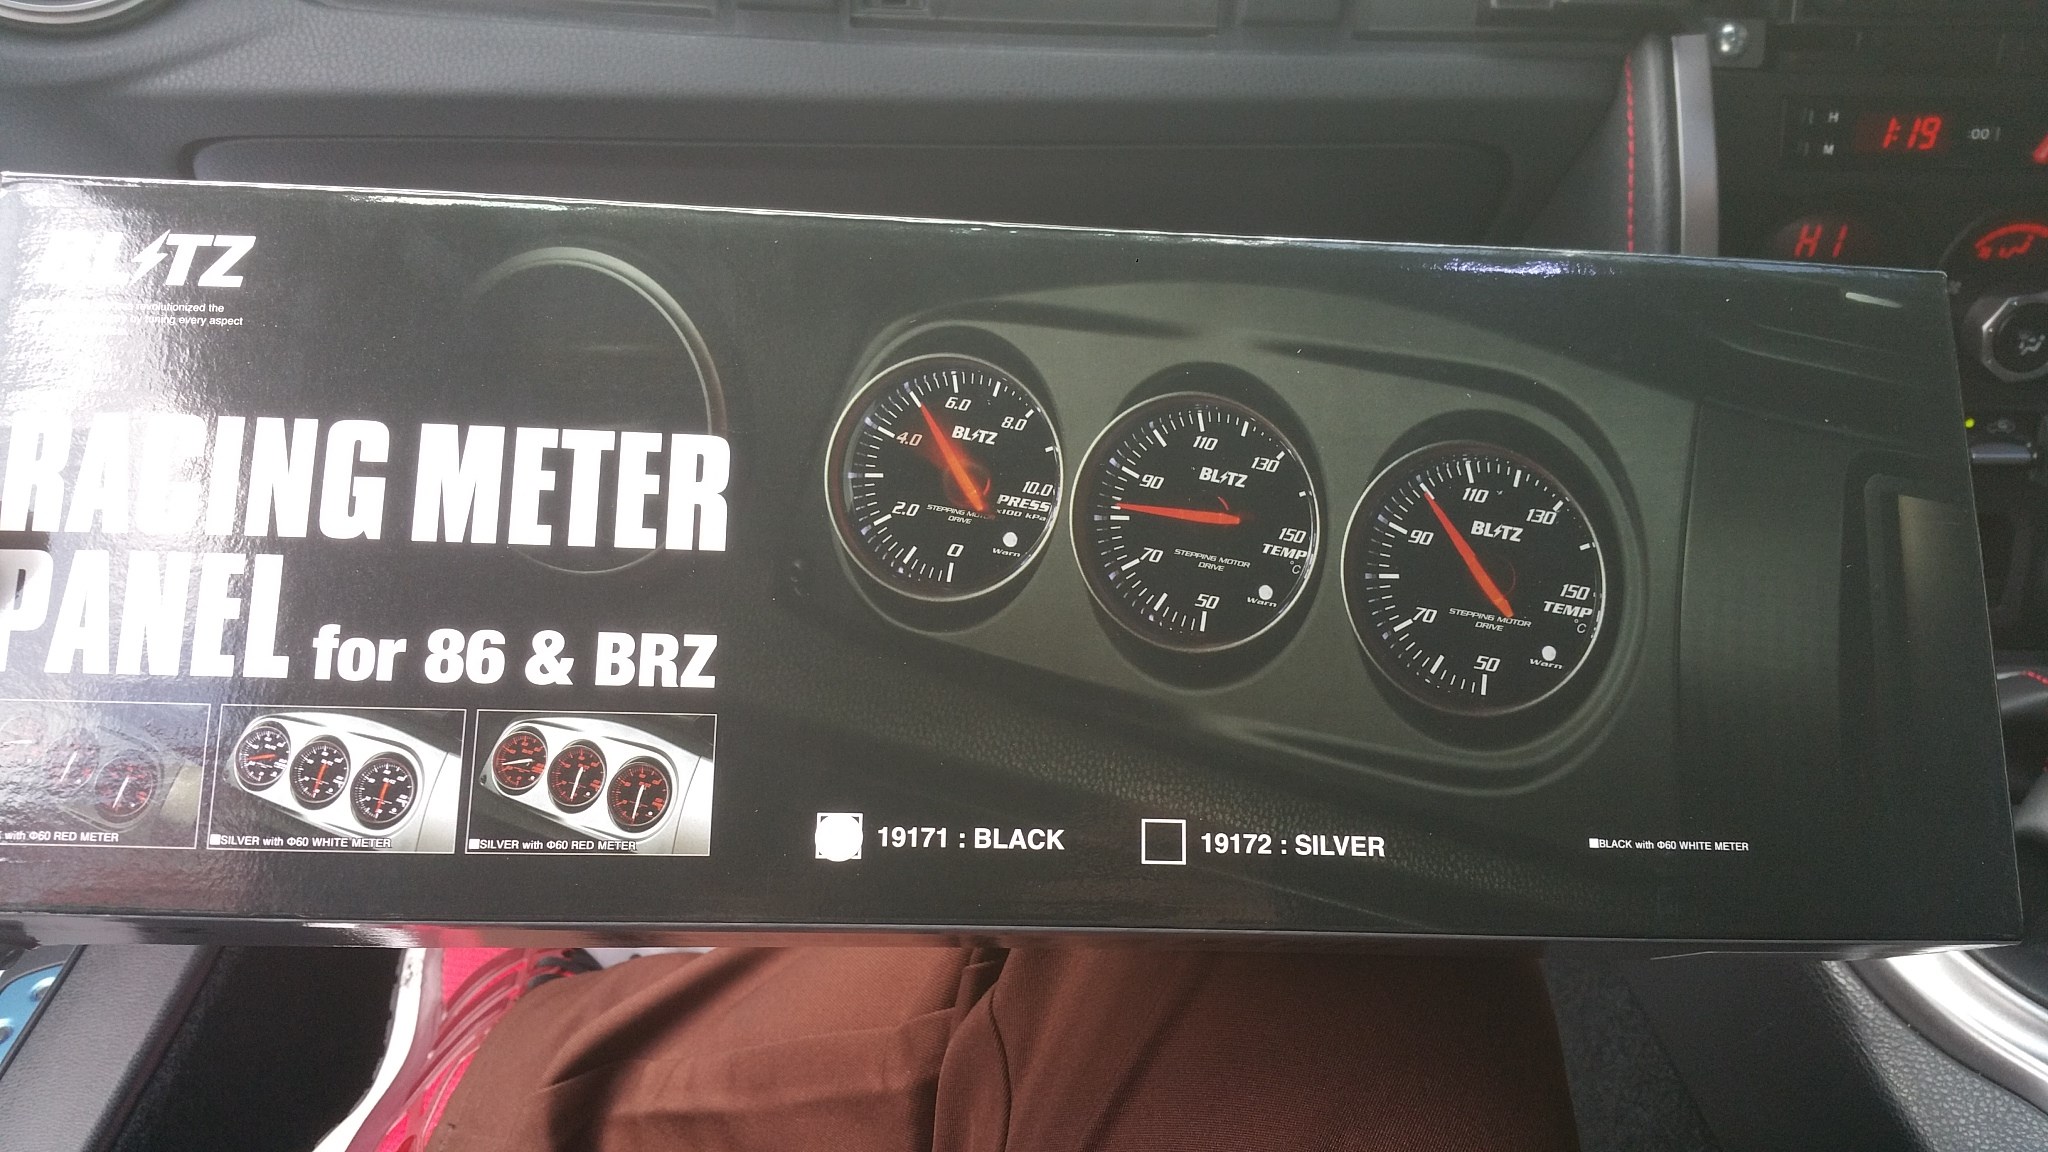 H
M
1:19
:00
HI
BLITZ
revolutionized the
by tuning every aspect
RACING METER
PANEL for 86 & BRZ
6.0
8.0
4.0
BLITZ
10.0
PRESS
x100 kPa
2.0
STEPPING MOTOR
DRIVE
0
Warn
110
130
90
BLITZ
150
TEMP
°C
70
STEPPING MOTOR
DRIVE
50
Warn
110
130
90
BLITZ
150
TEMP
°C
70
STEPPING MOTOR
DRIVE
50
Warn
with Φ60 RED METER
SILVER with Φ60 WHITE METER
SILVER with Φ60 RED METER
19171 : BLACK
19172 : SILVER
BLACK with Φ60 WHITE METER